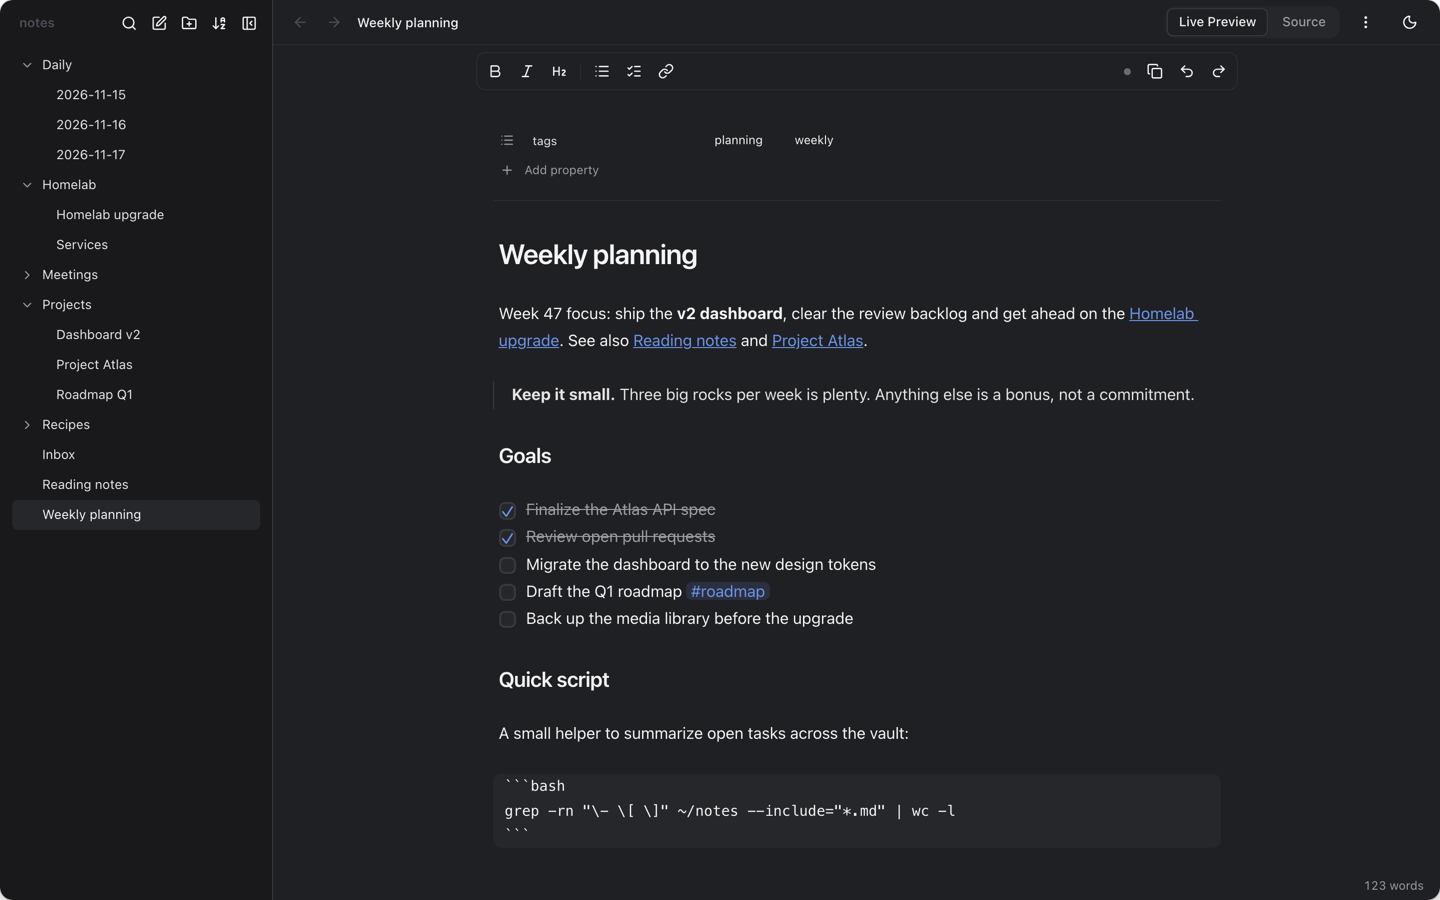 notes
Weekly planning
Live Preview
Source
Daily
2026-11-15
2026-11-16
2026-11-17
Homelab
Homelab upgrade
Services
Meetings
Projects
Dashboard v2
Project Atlas
Roadmap Q1
Recipes
Inbox
Reading notes
Weekly planning
B I H2
tags planning weekly
Add property
Weekly planning
Week 47 focus: ship the v2 dashboard, clear the review backlog and get ahead on the Homelab
upgrade. See also Reading notes and Project Atlas.
Keep it small. Three big rocks per week is plenty. Anything else is a bonus, not a commitment.
Goals
Finalize the Atlas API spec
Review open pull requests
Migrate the dashboard to the new design tokens
Draft the Q1 roadmap #roadmap
Back up the media library before the upgrade
Quick script
A small helper to summarize open tasks across the vault:
```bash
grep -rn "\- \[ \]" ~/notes --include="*.md" | wc -l
```
123 words